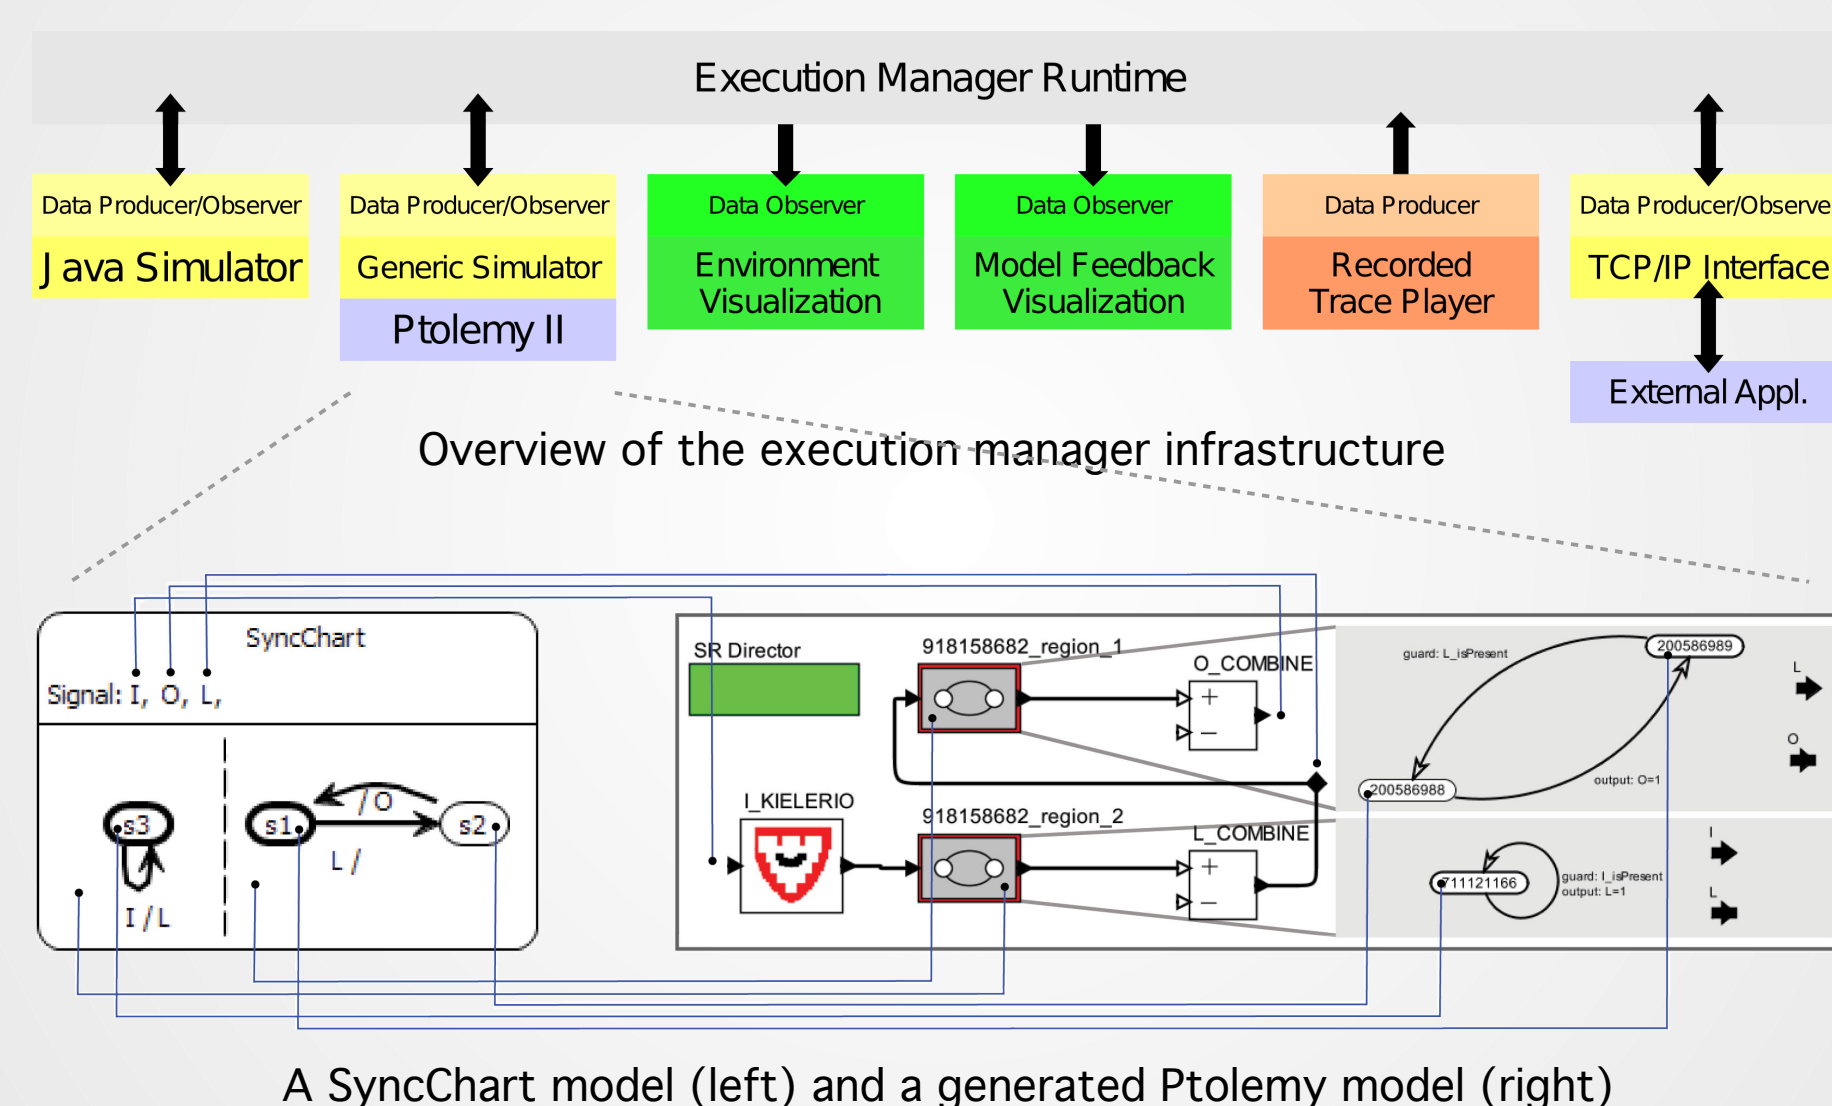 Execution Manager Runtime
Data Producer/Observer
Java Simulator
Data Producer/Observer
Generic Simulator
Ptolemy II
Data Observer
Environment
Visualization
Data Observer
Model Feedback
Visualization
Data Producer
Recorded
Trace Player
Data Producer/Observe
TCP/IP Interface
External Appl.
Overview of the execution manager infrastructure
SyncChart
Signal: I, O, L,
s3
I / L
s1
/ O
s2
L /
SR Director
918158682_region_1
O_COMBINE
+
−
I_KIELERIO
918158682_region_2
L_COMBINE
+
−
guard: L_isPresent
200586989
200586988
output: O=1
L
O
711121166
guard: I_isPresent
output: L=1
I
L
A SyncChart model (left) and a generated Ptolemy model (right)